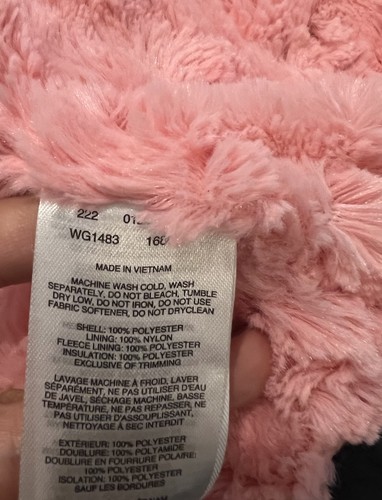 222
WG1483
MADE IN VIETNAM
MACHINE WASH COLD, WASH
SEPARATELY, DO NOT BLEACH, TUMBLE
DRY LOW, DO NOT IRON, DO NOT USE
FABRIC SOFTENER, DO NOT DRYCLEAN
SHELL: 100% POLYESTER
LINING: 100% NYLON
FLEECE LINING: 100% POLYESTER
INSULATION: 100% POLYESTER
EXCLUSIVE OF TRIMMING
LAVAGE MACHINE À FROID, LAVER
SÉPARÉMENT, NE PAS UTILISER D'EAU
DE JAVEL, SÉCHAGE MACHINE, BASSE
TEMPÉRATURE, NE PAS REPASSER, NE
PAS UTILISER D'ASSOUPLISSANT,
NETTOYAGE À SEC INTERDIT
EXTÉRIEUR: 100% POLYESTER
DOUBLURE: 100% POLYAMIDE
DOUBLURE EN FOURRURE POLAIRE:
100% POLYESTER
ISOLATION: 100% POLYESTER
SAUF LES BORDURES